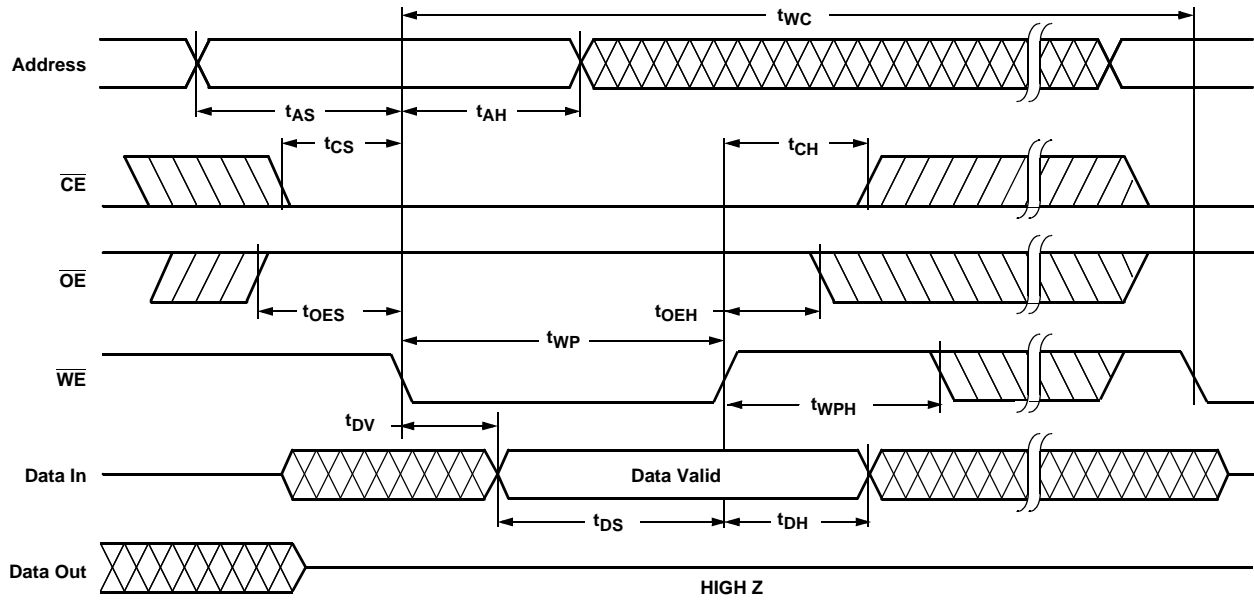 tWC
Address
tAS
tAH
tCS
tCH
CE
OE
tOES
tOEH
tWP
WE
tWPH
tDV
Data In
Data Valid
tDS
tDH
Data Out
HIGH Z